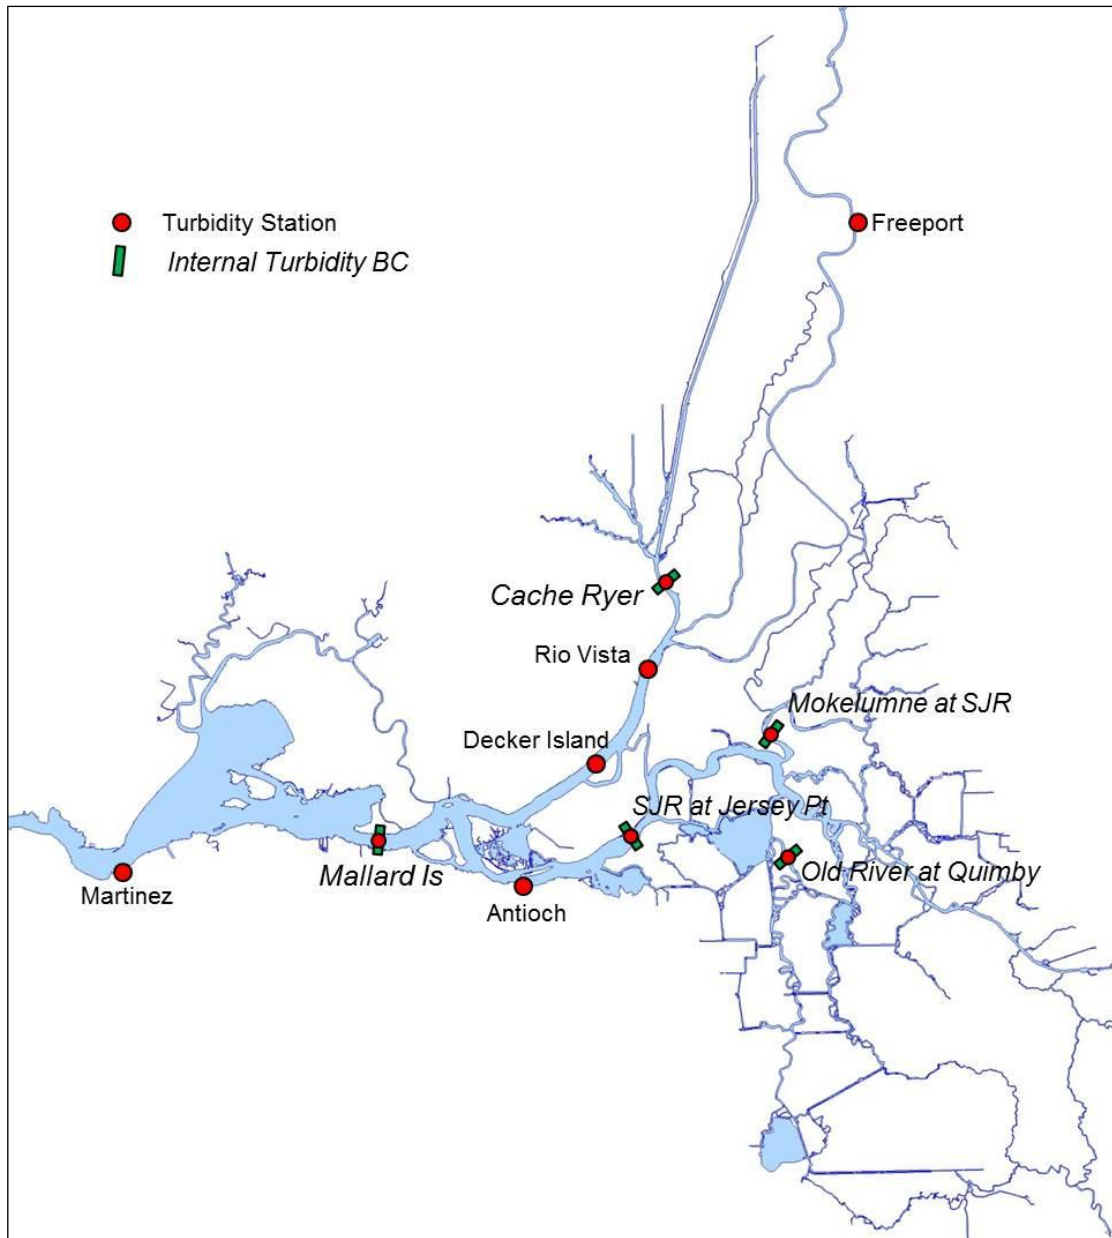 Turbidity Station
Freeport
Internal Turbidity BC
Cache Ryer
Rio Vista
Mokelumne at SJR
Decker Island
SJR at Jersey Pt
Mallard Is
Old River at Quimby
Martinez
Antioch